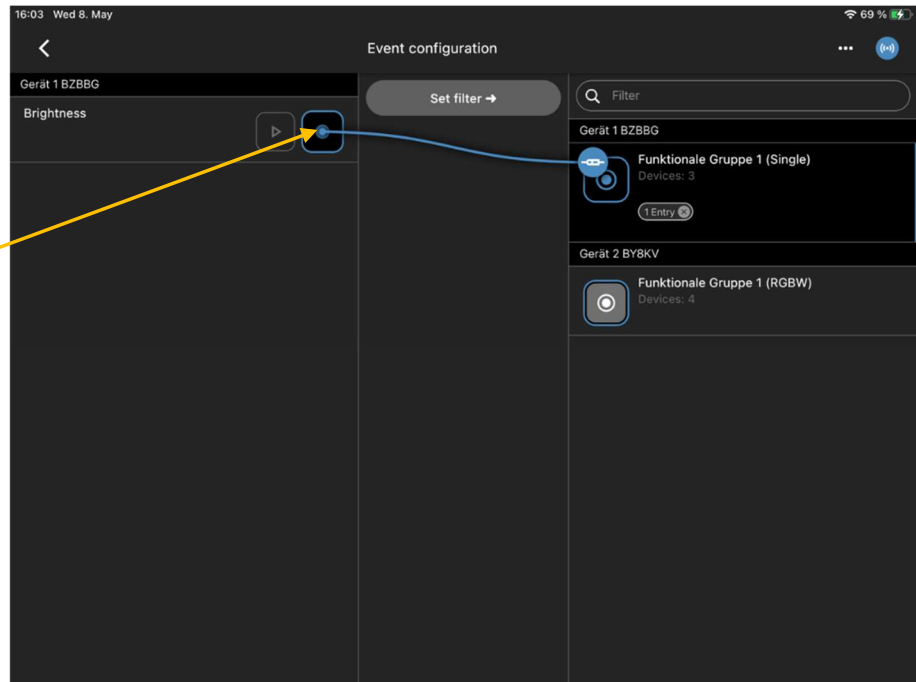 16:03 Wed 8. May
69 %
Event configuration
Gerät 1 BZBBG
Brightness
Set filter ➜
Filter
Gerät 1 BZBBG
Funktionale Gruppe 1 (Single)
Devices: 3
1 Entry
Gerät 2 BY8KV
Funktionale Gruppe 1 (RGBW)
Devices: 4